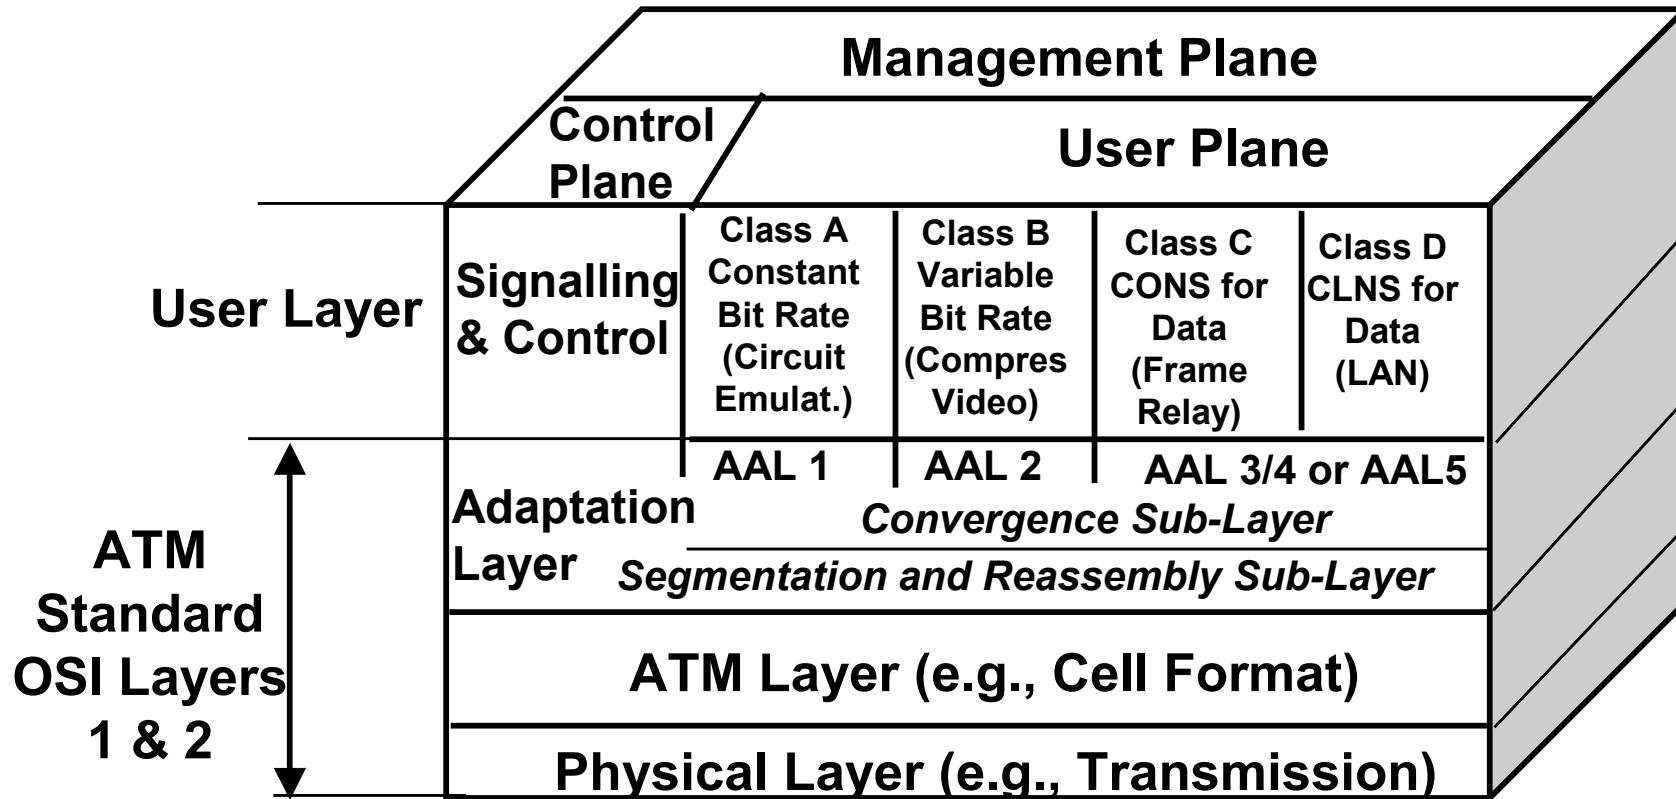 Management Plane
Control
Plane
User Plane
User Layer
Signalling
& Control
Class A
Constant
Bit Rate
(Circuit
Emulat.)
Class B
Variable
Bit Rate
(Compres
Video)
Class C
CONS for
Data
(Frame
Relay)
Class D
CLNS for
Data
(LAN)
AAL 1
AAL 2
AAL 3/4 or AAL5
Adaptation
Layer
Convergence Sub-Layer
Segmentation and Reassembly Sub-Layer
ATM
Standard
OSI Layers
1 & 2
ATM Layer (e.g., Cell Format)
Physical Layer (e.g., Transmission)